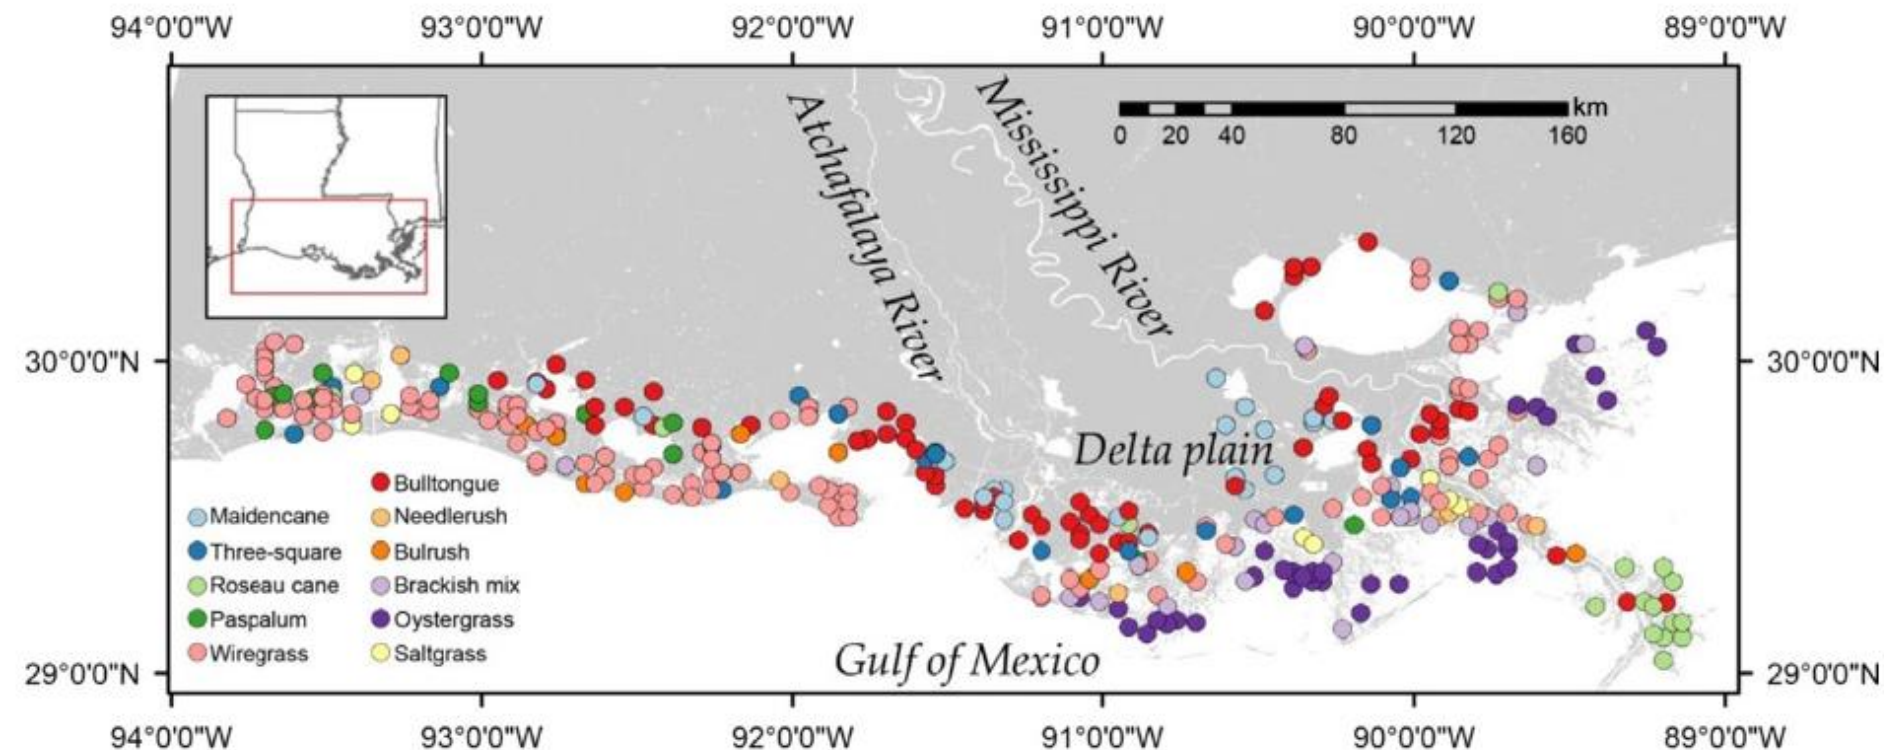 94°0'0"W 93°0'0"W 92°0'0"W 91°0'0"W 90°0'0"W 89°0'0"W
Atchafalaya River
Mississippi River
km
0 20 40 80 120 160
30°0'0"N 30°0'0"N
Delta plain
Bulltongue
Maidencane Needlerush
Three-square Bulrush
Roseau cane Brackish mix
Paspalum Oystergrass
Wiregrass Saltgrass
Gulf of Mexico
29°0'0"N 29°0'0"N
94°0'0"W 93°0'0"W 92°0'0"W 91°0'0"W 90°0'0"W 89°0'0"W